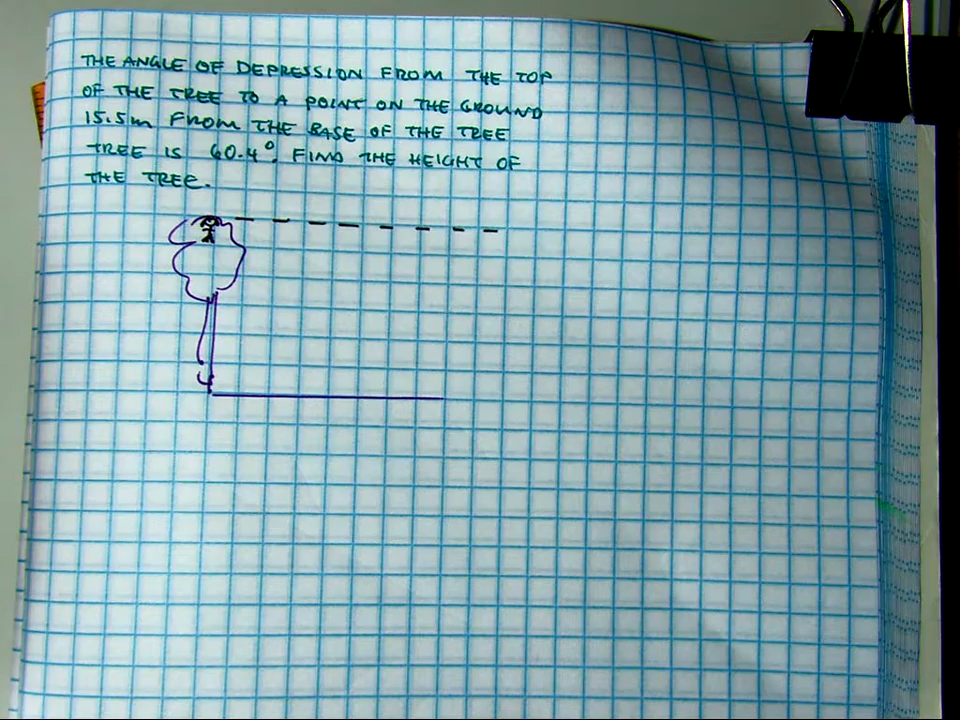 THE ANGLE OF DEPRESSION FROM THE TOP
OF THE TREE TO A POINT ON THE GROUND
15.5m FROM THE BASE OF THE TREE
TREE IS 60.4°. FIND THE HEIGHT OF
THE TREE.